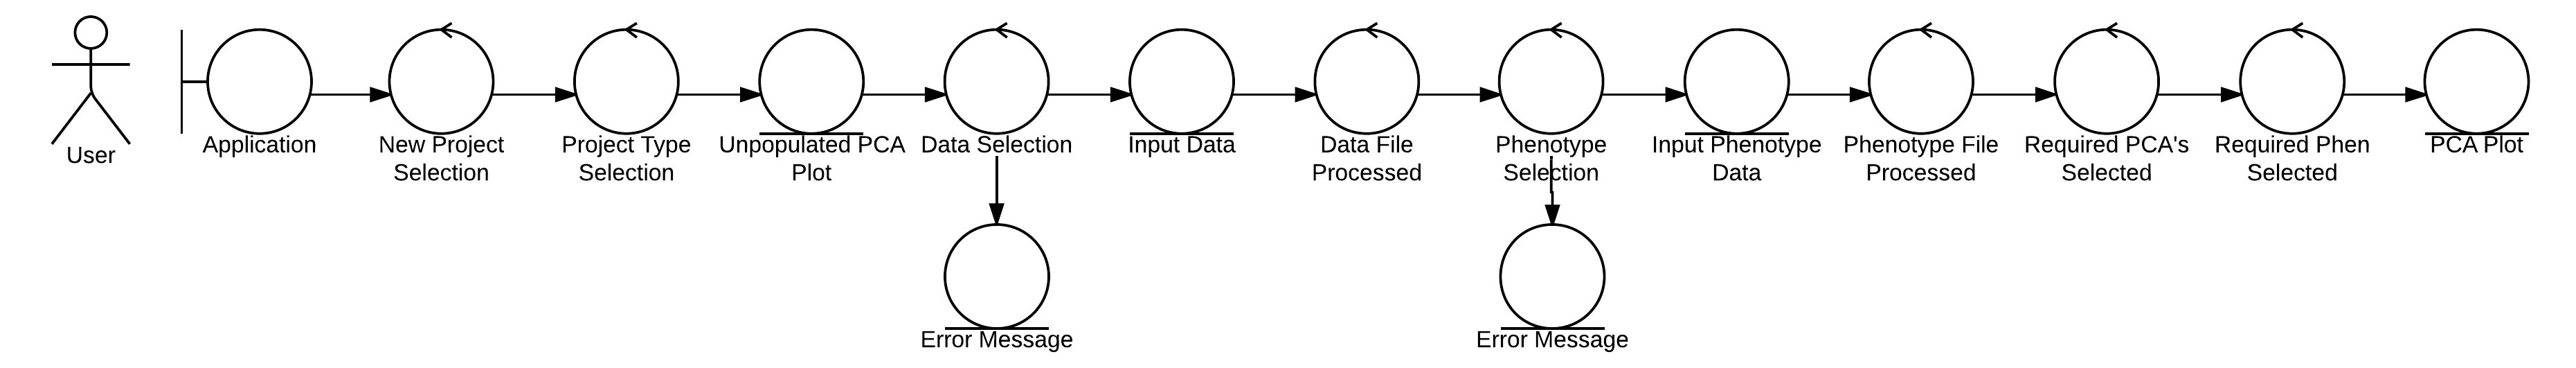 User
Application
New Project
Selection
Project Type
Selection
Unpopulated PCA
Plot
Data Selection
Input Data
Data File
Processed
Phenotype
Selection
Input Phenotype
Data
Phenotype File
Processed
Required PCA's
Selected
Required Phen
Selected
PCA Plot
Error Message
Error Message